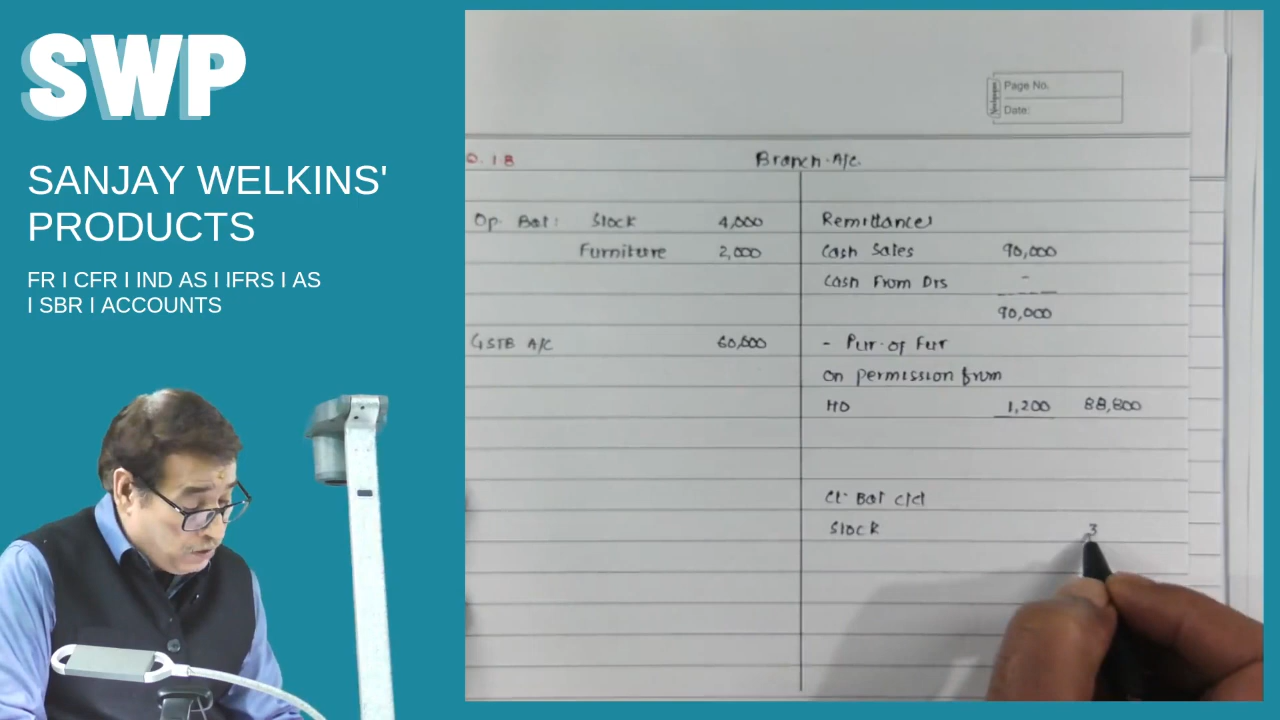 SWP
SANJAY WELKINS'
PRODUCTS
FR I CFR I IND AS I IFRS I AS
I SBR I ACCOUNTS
Page No.
Date:
Q. 18 Branch A/c.
Op. Bal: Stock 4,000 Remittances
Furniture 2,000 Cash Sales 90,000
Cash From Drs -
90,000
GSTB A/c 60,000 - Pur. of Fur
on permission from
HO 1,200 88,800
Cl. Bal c/d
Stock 3